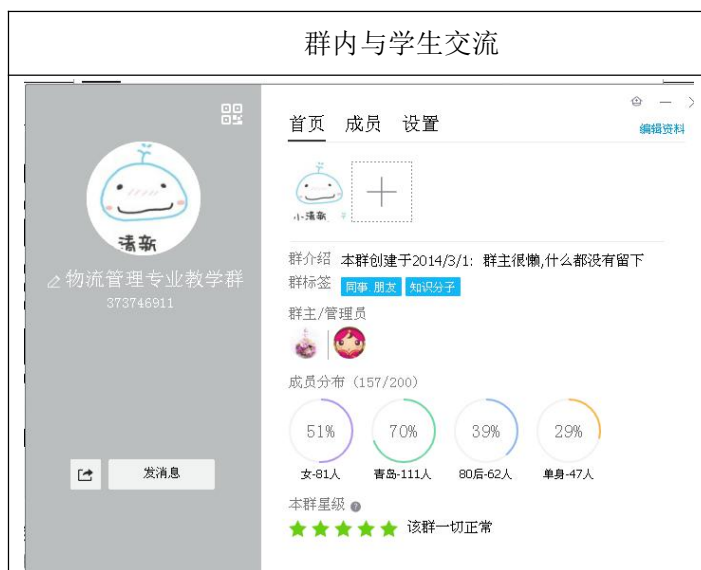 群内与学生交流
首页 成员 设置
编辑资料
清新
小清新
物流管理专业教学群
373746911
群介绍 本群创建于2014/3/1: 群主很懒,什么都没有留下
群标签 同事 朋友 知识分子
群主/管理员
成员分布 (157/200)
51% 70% 39% 29%
女-81人 青岛-111人 80后-62人 单身-47人
发消息
本群星级
该群一切正常